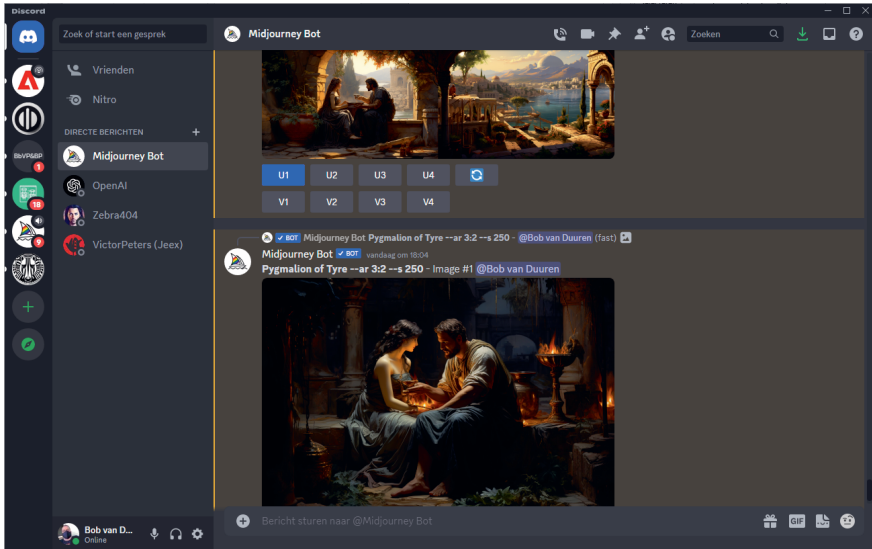 Discord
Zoek of start een gesprek
Midjourney Bot
Zoeken
Vrienden
Nitro
DIRECTE BERICHTEN +
Midjourney Bot
OpenAI
Zebra404
VictorPeters (Jeex)
BbVP&BP
1
18
9
U1 U2 U3 U4
V1 V2 V3 V4
BOT Midjourney Bot Pygmalion of Tyre --ar 3:2 --s 250 - @Bob van Duuren (fast)
Midjourney Bot BOT vandaag om 18:04
Pygmalion of Tyre --ar 3:2 --s 250 - Image #1 @Bob van Duuren
Bob van D...
Online
Bericht sturen naar @Midjourney Bot
GIF